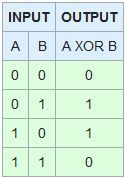 INPUT OUTPUT
A B A XOR B
0 0 0
0 1 1
1 0 1
1 1 0